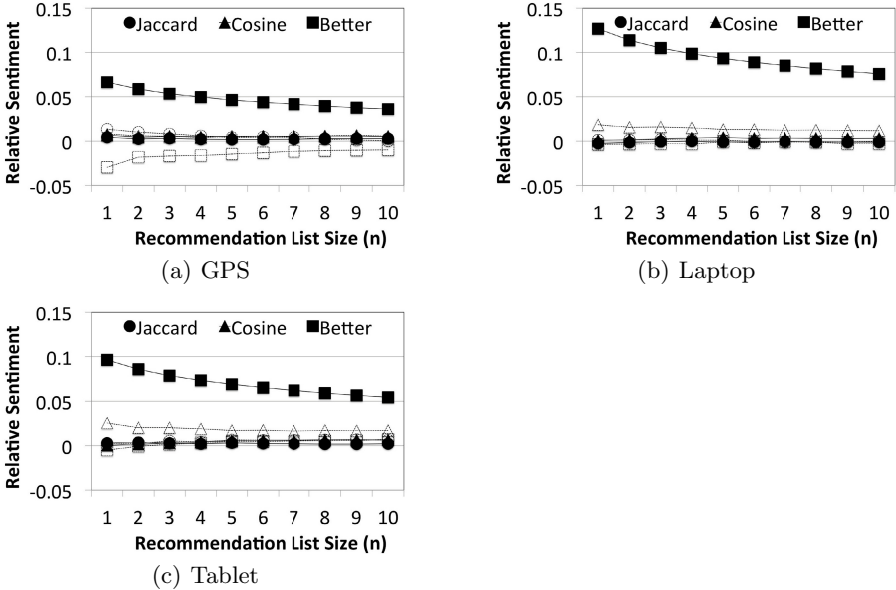 0.15
0.1
0.05
0
-0.05
Relative Sentiment
Jaccard Cosine Better
1 2 3 4 5 6 7 8 9 10
Recommendation List Size (n)
(a) GPS
0.15
0.1
0.05
0
-0.05
Relative Sentiment
Jaccard Cosine Better
1 2 3 4 5 6 7 8 9 10
Recommendation List Size (n)
(b) Laptop
0.15
0.1
0.05
0
-0.05
Relative Sentiment
Jaccard Cosine Better
1 2 3 4 5 6 7 8 9 10
Recommendation List Size (n)
(c) Tablet